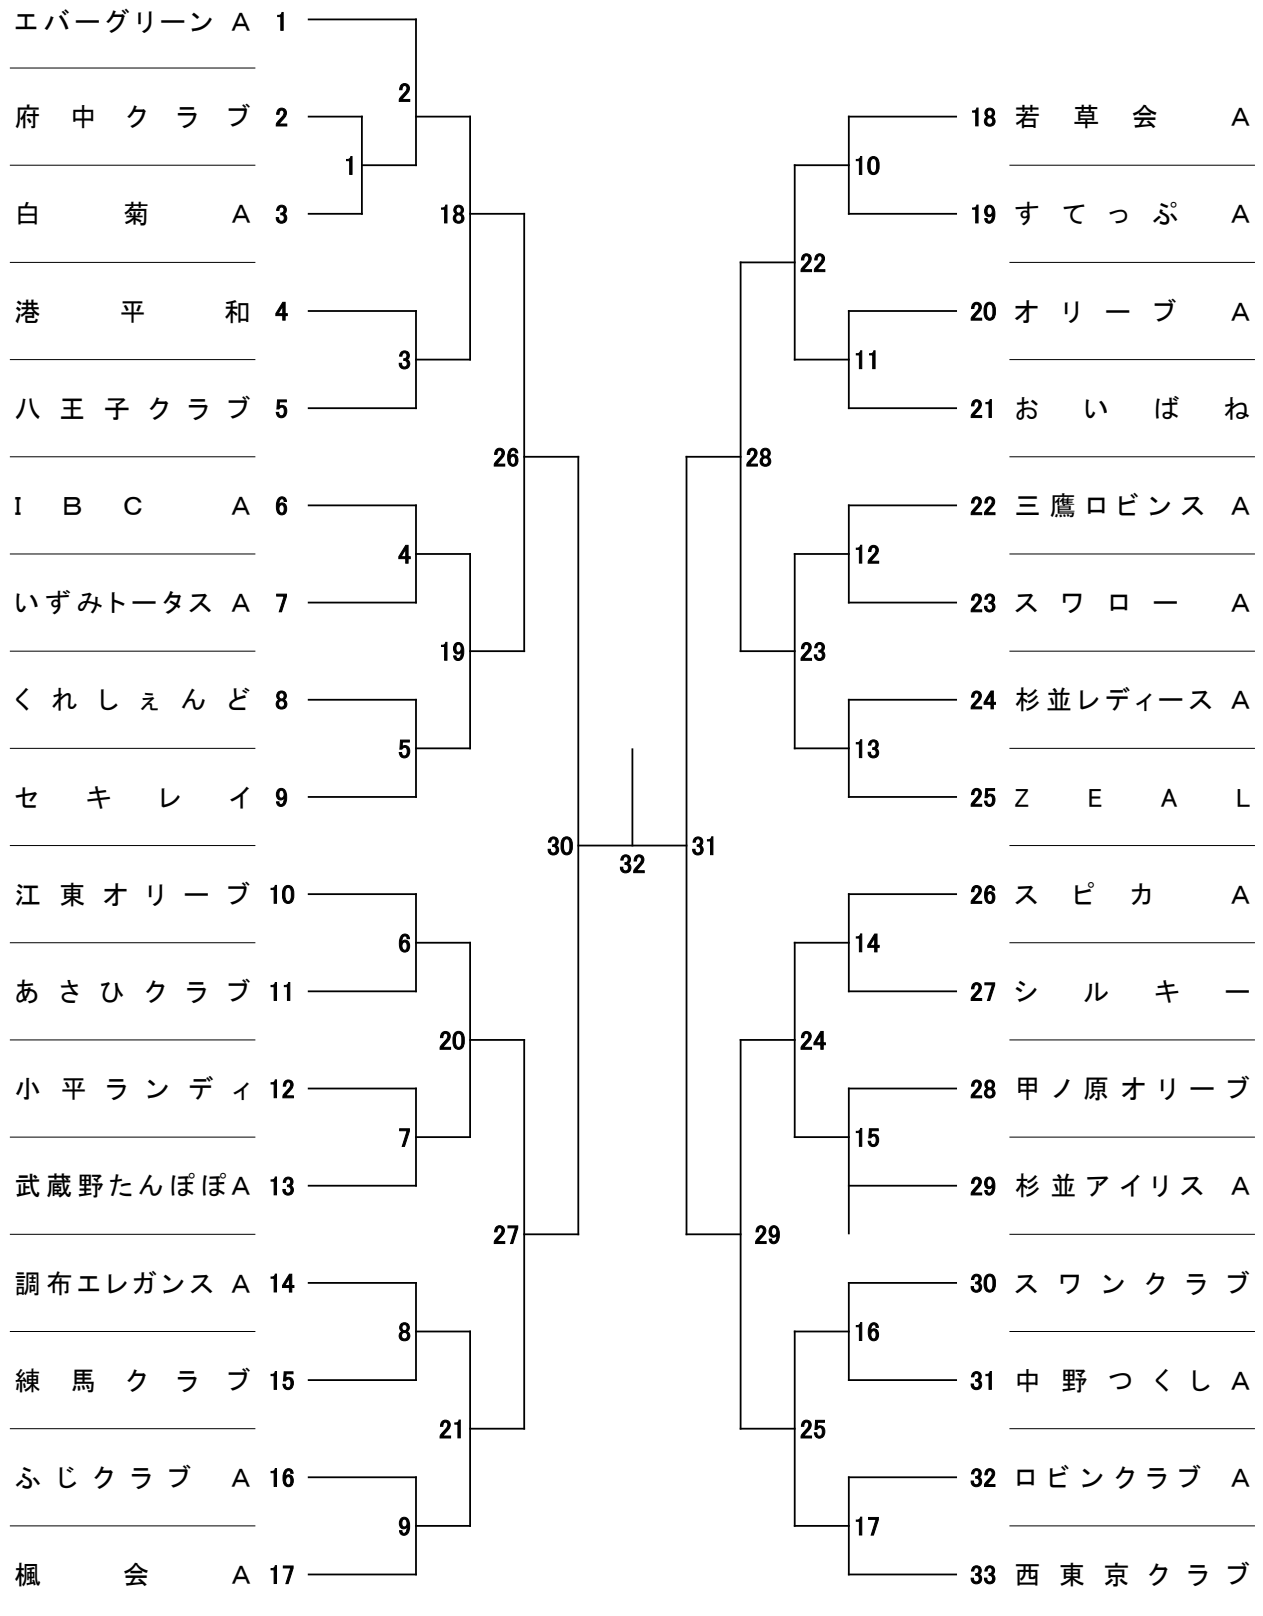 エバーグリーン A 1
2
府中クラブ 2
18 若草会 A
1
10
白菊 A 3
18
19 すてっぷ A
22
港平和 4
20 オリーブ A
3
11
八王子クラブ 5
21 おいばね
26
28
IBC A 6
22 三鷹ロビンス A
4
12
いずみトータス A 7
23 スワロー A
19
23
くれしぇんど 8
24 杉並レディース A
5
13
セキレイ 9
25 ZEAL
30
31
32
江東オリーブ 10
26 スピカ A
6
14
あさひクラブ 11
27 シルキー
20
24
小平ランディ 12
28 甲ノ原オリーブ
7
15
武蔵野たんぽぽA 13
29 杉並アイリス A
27
29
調布エレガンス A 14
30 スワンクラブ
8
16
練馬クラブ 15
31 中野つくし A
21
25
ふじクラブ A 16
32 ロビンクラブ A
9
17
楓会 A 17
33 西東京クラブ